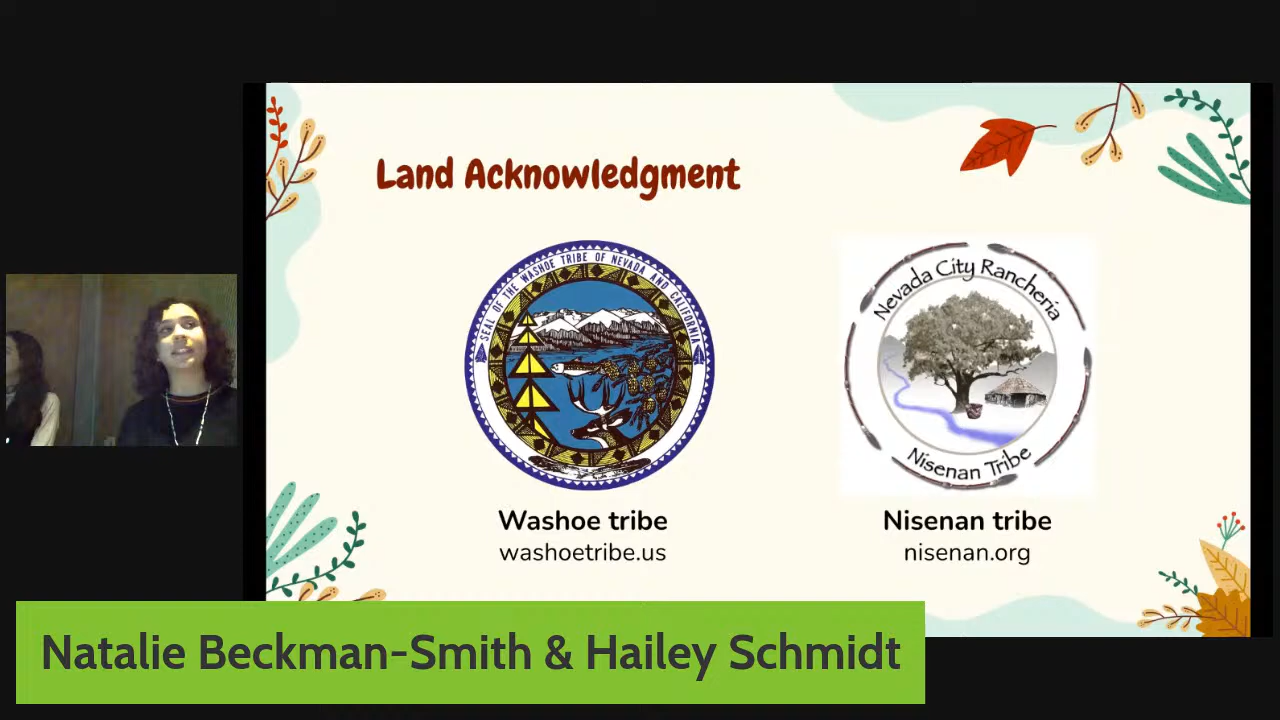 Land Acknowledgment
SEAL OF THE WASHOE TRIBE OF NEVADA AND CALIFORNIA
Nevada City Rancheria
Nisenan Tribe
Washoe tribe
washoetribe.us
Nisenan tribe
nisenan.org
Natalie Beckman-Smith & Hailey Schmidt